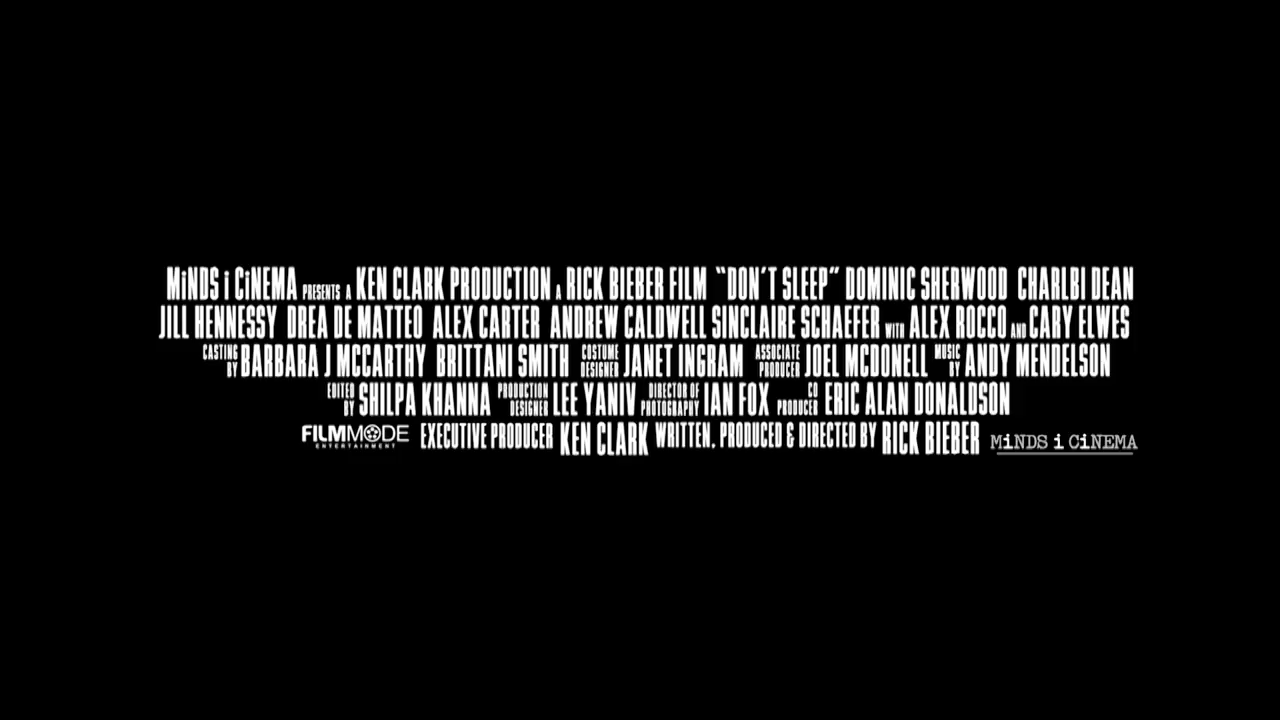 MiNDS i CiNEMA PRESENTS A KEN CLARK PRODUCTION A RICK BIEBER FILM "DON'T SLEEP" DOMINIC SHERWOOD CHARLBI DEAN
JILL HENNESSY DREA DE MATTEO ALEX CARTER ANDREW CALDWELL SINCLAIRE SCHAEFER WITH ALEX ROCCO AND CARY ELWES
CASTING BY BARBARA J MCCARTHY BRITTANI SMITH COSTUME DESIGNER JANET INGRAM ASSOCIATE PRODUCER JOEL MCDONELL MUSIC BY ANDY MENDELSON
EDITED BY SHILPA KHANNA PRODUCTION DESIGNER LEE YANIV DIRECTOR OF PHOTOGRAPHY IAN FOX CO PRODUCER ERIC ALAN DONALDSON
FILMMODE ENTERTAINMENT EXECUTIVE PRODUCER KEN CLARK WRITTEN, PRODUCED & DIRECTED BY RICK BIEBER MiNDS i CiNEMA